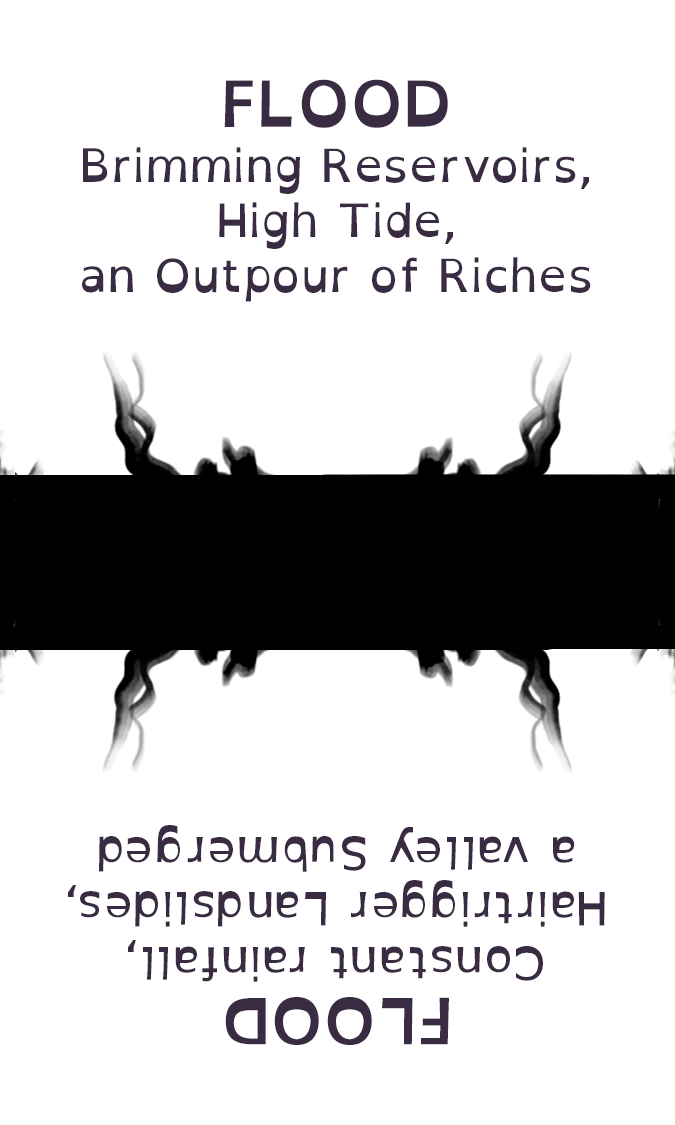 FLOOD
Brimming Reservoirs,
High Tide,
an Outpour of Riches
FLOOD
Constant rainfall,
Hairtrigger Landslides,
a valley Submerged